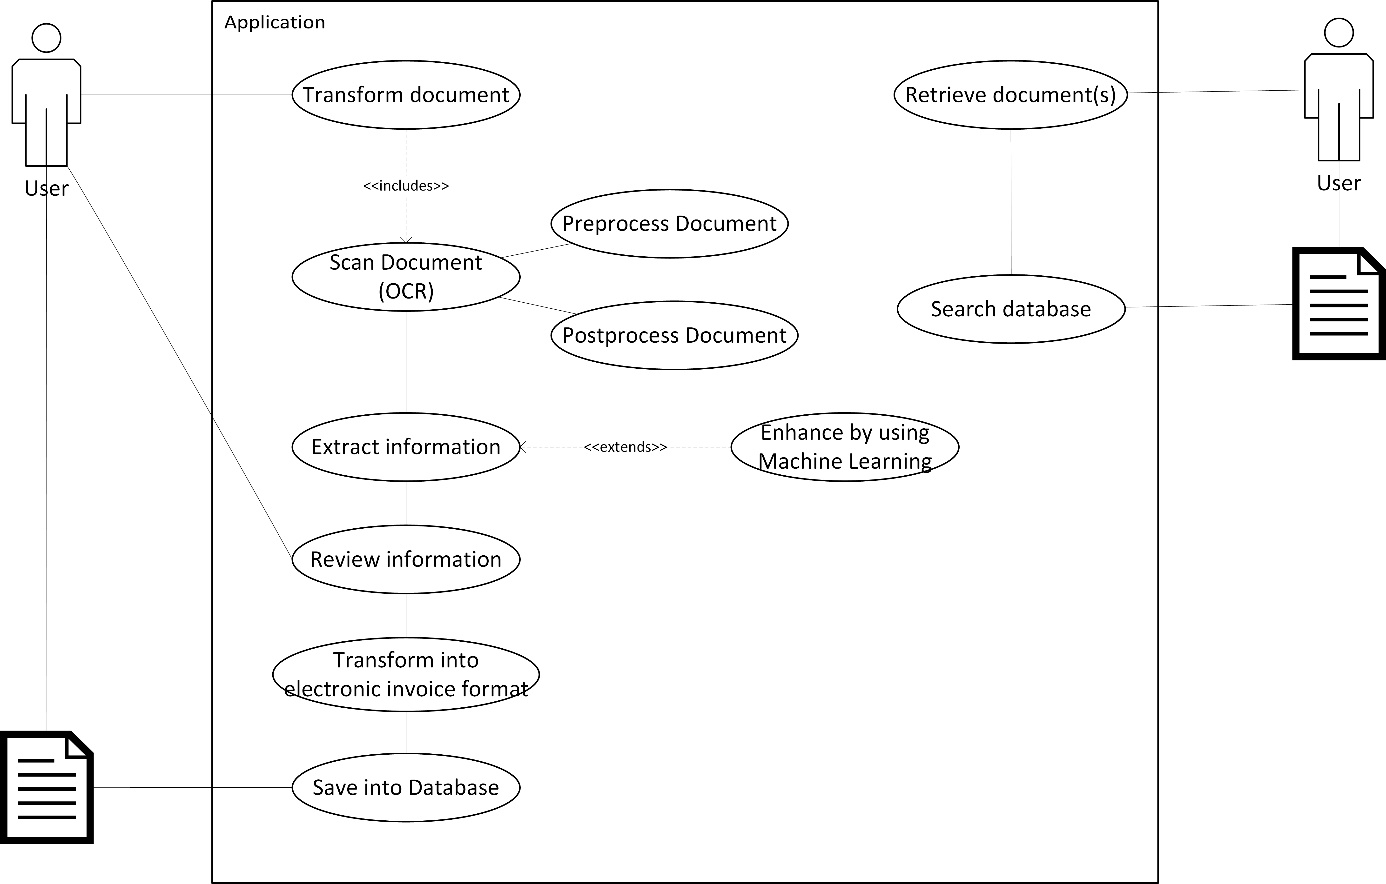 Application
Transform document
Retrieve document(s)
User
User
<<includes>>
Preprocess Document
Scan Document
(OCR)
Postprocess Document
Search database
Extract information
<<extends>>
Enhance by using
Machine Learning
Review information
Transform into
electronic invoice format
Save into Database